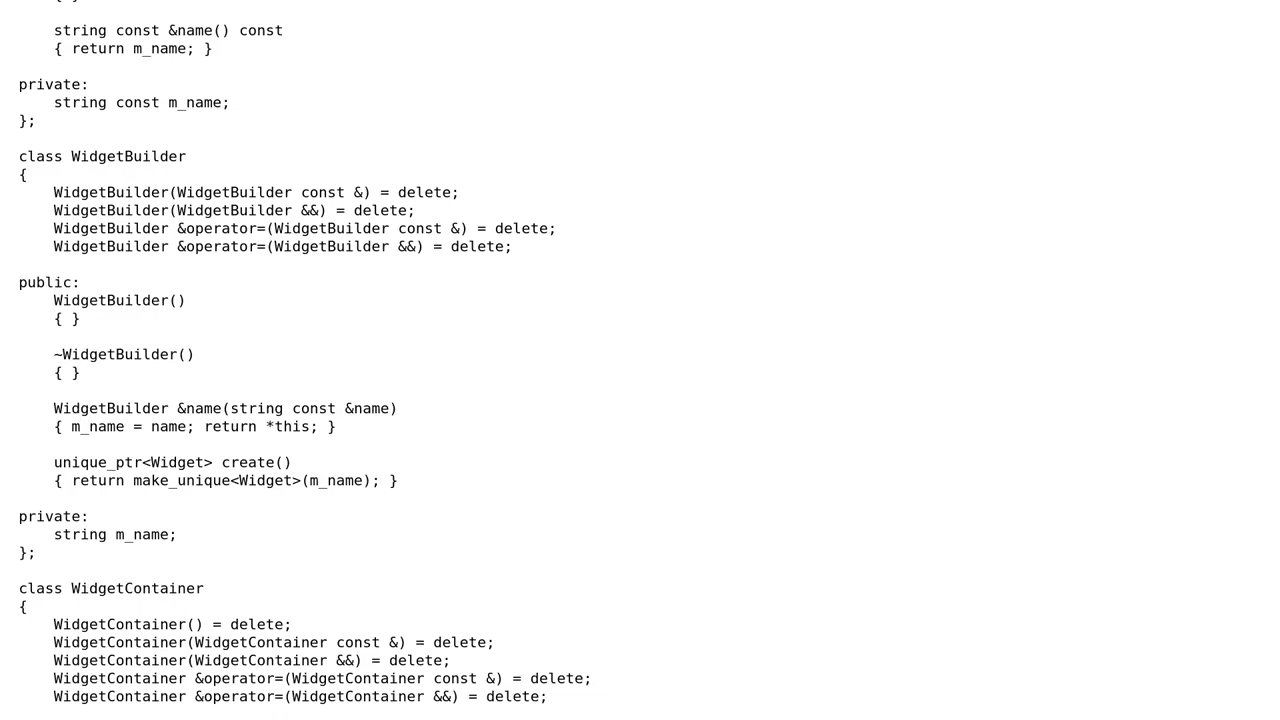 { }
string const &name() const
{ return m_name; }
private:
string const m_name;
};
class WidgetBuilder
{
WidgetBuilder(WidgetBuilder const &) = delete;
WidgetBuilder(WidgetBuilder &&) = delete;
WidgetBuilder &operator=(WidgetBuilder const &) = delete;
WidgetBuilder &operator=(WidgetBuilder &&) = delete;
public:
WidgetBuilder()
{ }
~WidgetBuilder()
{ }
WidgetBuilder &name(string const &name)
{ m_name = name; return *this; }
unique_ptr<Widget> create()
{ return make_unique<Widget>(m_name); }
private:
string m_name;
};
class WidgetContainer
{
WidgetContainer() = delete;
WidgetContainer(WidgetContainer const &) = delete;
WidgetContainer(WidgetContainer &&) = delete;
WidgetContainer &operator=(WidgetContainer const &) = delete;
WidgetContainer &operator=(WidgetContainer &&) = delete;